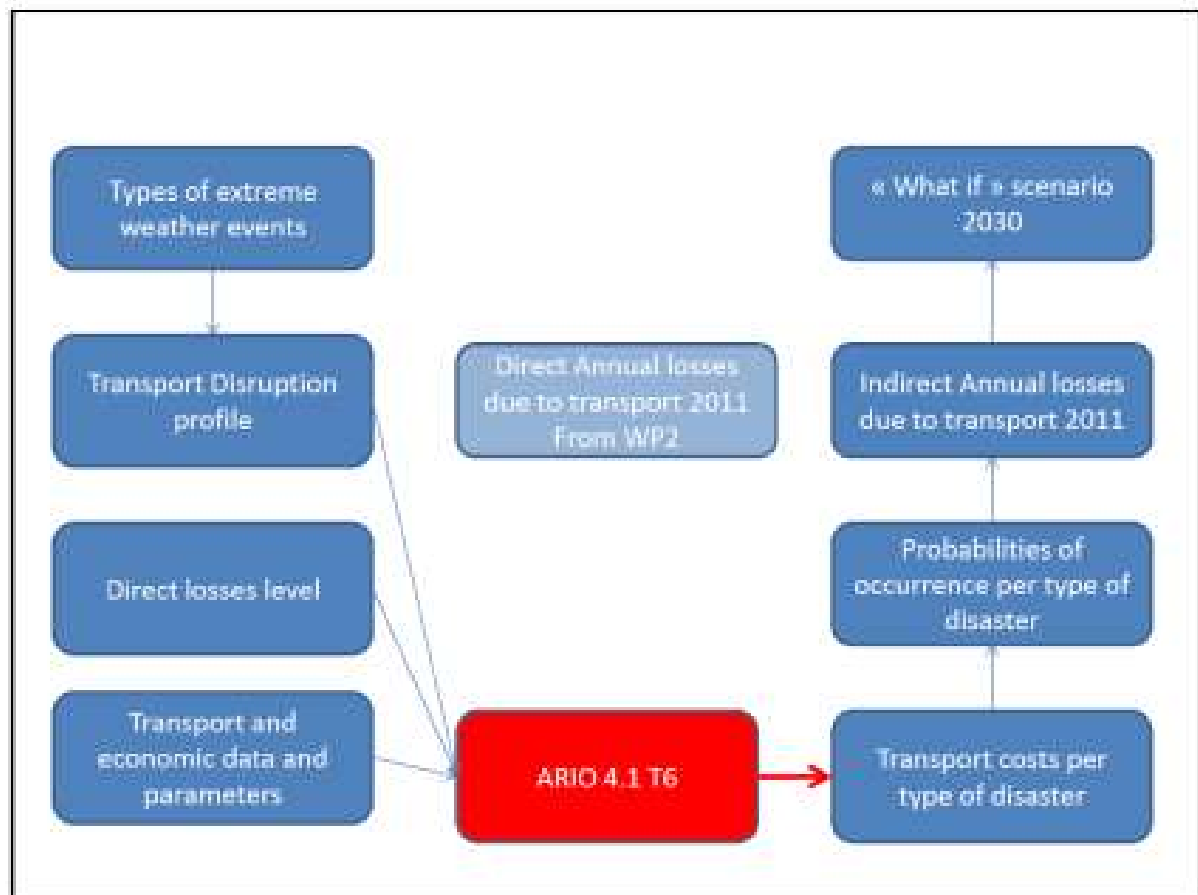 Types of extreme
weather events
Transport Disruption
profile
Direct losses level
Transport and
economic data and
parameters
Direct Annual losses
due to transport 2011
From WP2
ARIO 4.1 T6
« What if » scenario
2030
Indirect Annual losses
due to transport 2011
Probabilities of
occurrence per type of
disaster
Transport costs per
type of disaster